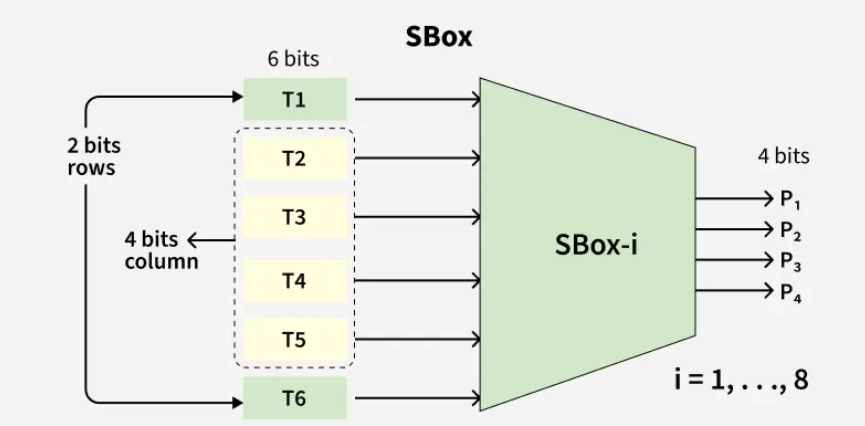 SBox
6 bits
T1
2 bits
rows
T2
T3
4 bits
column
T4
T5
T6
SBox-i
4 bits
P1
P2
P3
P4
i = 1, . . ., 8